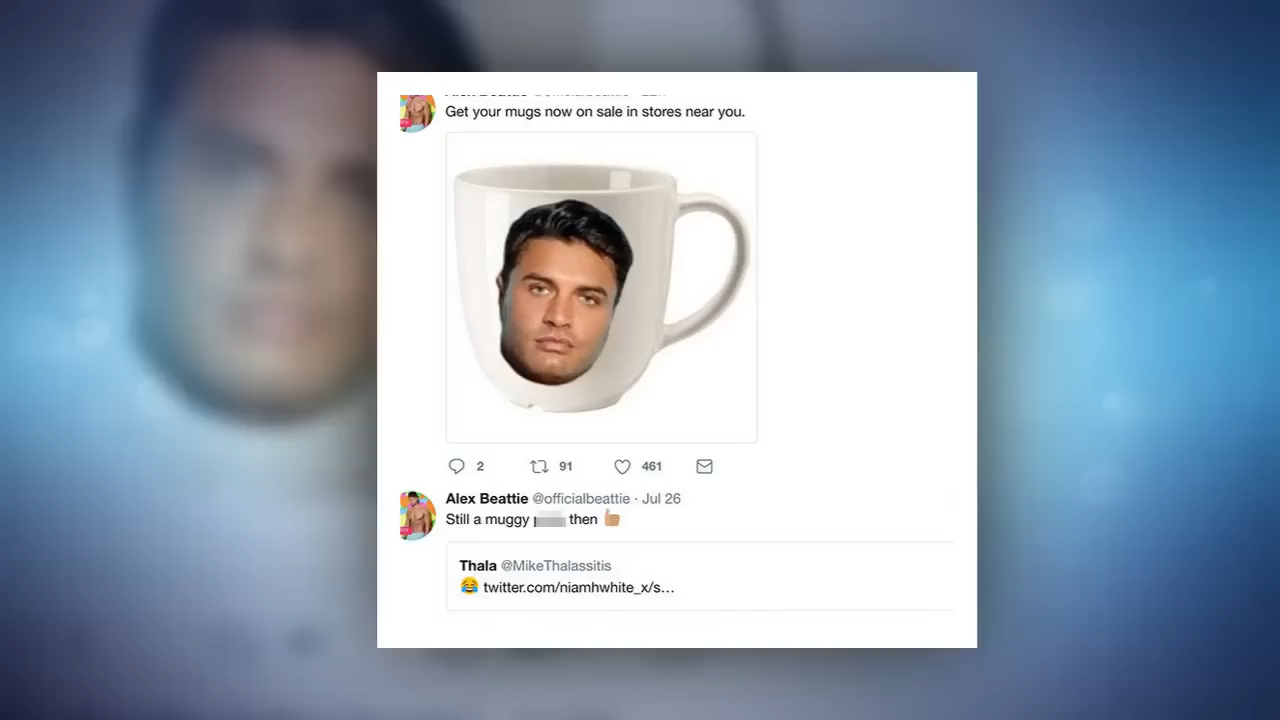 Get your mugs now on sale in stores near you.
2 91 461
Alex Beattie @officialbeattie · Jul 26
Still a muggy then 👍🏽
Thala @MikeThalassitis
😂 twitter.com/niamhwhite_x/s...